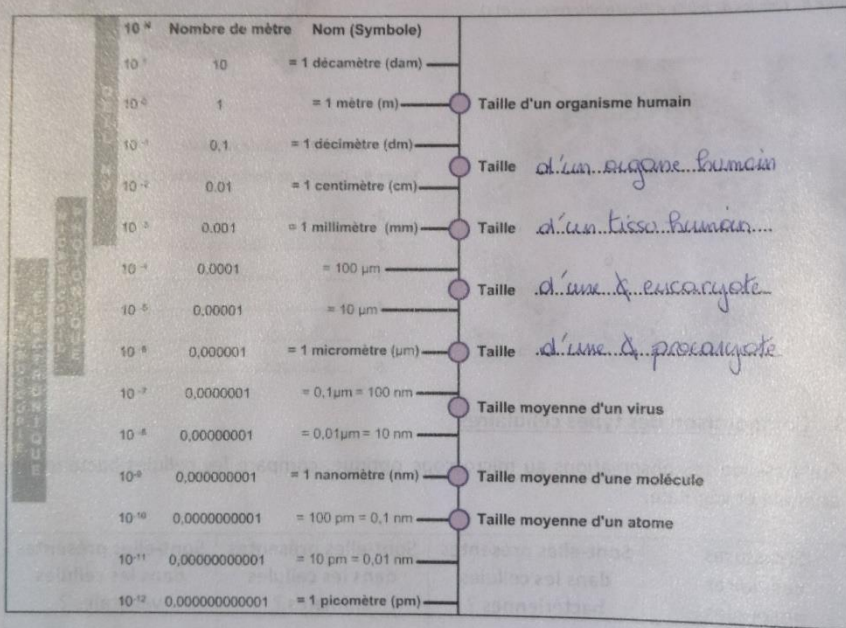 10 ᴺ Nombre de mètre Nom (Symbole)
10 ¹ 10 = 1 décamètre (dam)
10 ⁰ 1 = 1 mètre (m) Taille d'un organisme humain
10 ⁻¹ 0,1 = 1 décimètre (dm)
Taille d'un organe humain
10 ⁻² 0.01 = 1 centimètre (cm)
10 ⁻³ 0.001 = 1 millimètre (mm) Taille d'un tisso humain
10 ⁻⁴ 0,0001 = 100 µm
Taille d'une eucaryote
10 ⁻⁵ 0,00001 = 10 µm
10 ⁻⁶ 0,000001 = 1 micromètre (µm) Taille d'une procaryote
10 ⁻⁷ 0,0000001 = 0,1µm = 100 nm
Taille moyenne d'un virus
10 ⁻⁸ 0,00000001 = 0,01µm = 10 nm
10⁻⁹ 0,000000001 = 1 nanomètre (nm) Taille moyenne d'une molécule
10⁻¹⁰ 0,0000000001 = 100 pm = 0,1 nm Taille moyenne d'un atome
10⁻¹¹ 0,00000000001 = 10 pm = 0,01 nm
10⁻¹² 0.000000000001 = 1 picomètre (pm)